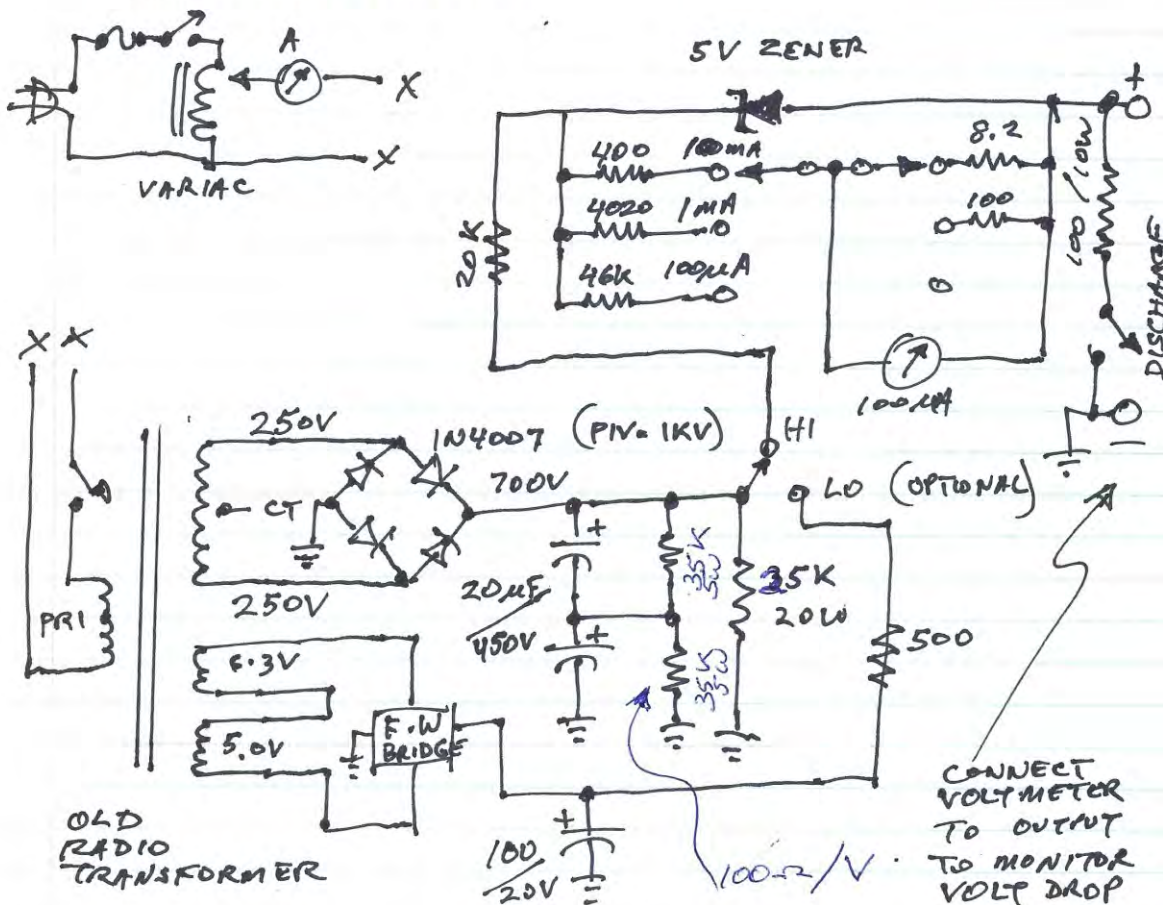 A
X
X
VARIAC
5V ZENER
+
400 100mA
8.2
4020 1mA
100
46K 100µA
20K
100/10W
DISCHARGE
100µA
X X
250V
1N4007
(PIV= 1KV)
HI
700V
CT
LO (OPTIONAL)
-
250V
PRI
20µF
450V
+
+
35K
5W
35K
5W
35K
20W
500
6.3V
5.0V
F.W
BRIDGE
OLD
RADIO
TRANSFORMER
+
100
20V
100Ω/V
CONNECT
VOLTMETER
TO OUTPUT
TO MONITOR
VOLT DROP